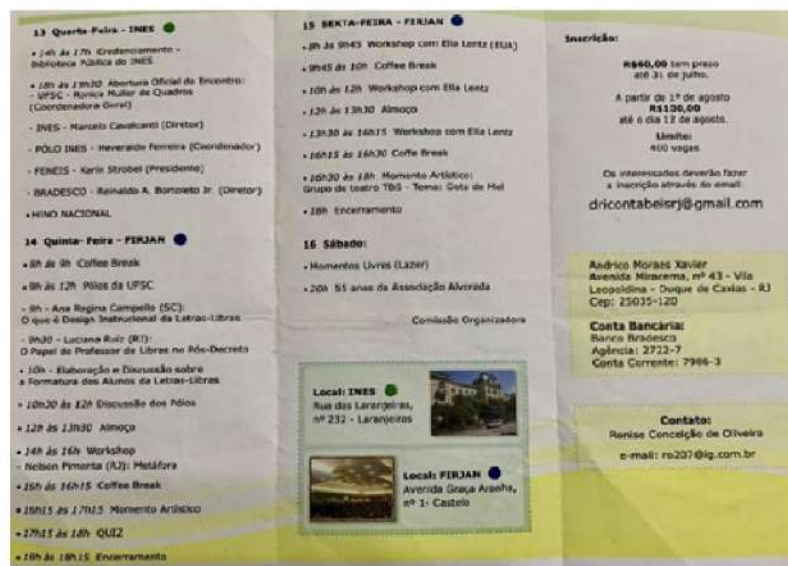 13 Quarta-Feira - INES
• 14h às 17h Credenciamento -
Biblioteca Pública do INES
• 18h às 19h30 Abertura Oficial do Encontro:
- UFSC - Ronice Muller de Quadros
(Coordenadora Geral)
- INES - Marcelo Cavalcanti (Diretor)
- PÓLO INES - Heveraldo Ferreira (Coordenador)
- FENEIS - Karin Strobel (Presidente)
- BRADESCO - Reinaldo A. Bortoleto Jr. (Diretor)
• HINO NACIONAL
14 Quinta- Feira - FIRJAN
• 8h às 9h Coffee Break
• 9h às 12h Pólos da UFSC
- 9h - Ana Regina Campello (SC):
O que é Design Instrucional da Letras-Libras
- 9h30 - Luciana Ruiz (RJ):
O Papel de Professor de Libras no Pós-Decreto
• 10h - Elaboração e Discussão sobre
a Formatura dos Alunos da Letras-Libras
• 10h30 às 12h Discussão dos Pólos
• 12h às 13h30 Almoço
• 14h às 16h Workshop
- Nelson Pimenta (RJ): Metáfora
• 16h às 16h15 Coffee Break
• 16h15 às 17h15 Momento Artístico
• 17h15 às 18h QUIZ
• 18h às 18h15 Encerramento
15 SEXTA-FEIRA - FIRJAN
• 8h às 9h45 Workshop com Ella Lentz (EUA)
• 9h45 às 10h Coffee Break
• 10h às 12h Workshop com Ella Lentz
• 12h às 13h30 Almoço
• 13h30 às 16h15 Workshop com Ella Lentz
• 16h15 às 16h30 Coffe Break
• 16h30 às 18h Momento Artístico:
Grupo de teatro TBS - Tema: Gota de Mel
• 18h Encerramento
16 Sábado:
• Momentos Livres (Lazer)
• 20h 55 anos da Associação Alvorada
Comissão Organizadora
Local: INES
Rua das Laranjeiras,
nº 232 - Laranjeiras
Local: FIRJAN
Avenida Graça Aranha,
nº 1- Castelo
Inscrição:
R$60,00 tem prazo
até 31 de julho.
A partir de 1º de agosto
R$100,00
até o dia 12 de agosto.
Limite:
400 vagas
Os interessados deverão fazer
a inscrição através do email:
dricontabeisrj@gmail.com
Andrico Moraes Xavier
Avenida Miracema, nº 43 - Vila
Leopoldina - Duque de Caxias - RJ
Cep: 25035-120
Conta Bancária:
Banco Bradesco
Agência: 2722-7
Conta Corrente: 7986-3
Contato:
Ronise Conceição de Oliveira
e-mail: ro207@ig.com.br